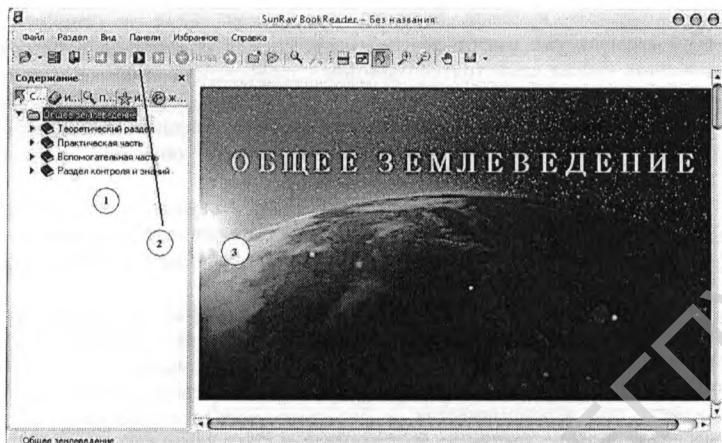 SunRav BookReader – Без названия
Файл Раздел Вид Панели Избранное Справка
Содержание ×
С... И... П... И... Ж...
Общее землеведение
Теоретический раздел
Практическая часть
Вспомогательная часть
Раздел контроля и знаний
ОБЩЕЕ ЗЕМЛЕВЕДЕНИЕ
1
2
3
Общее землеведение